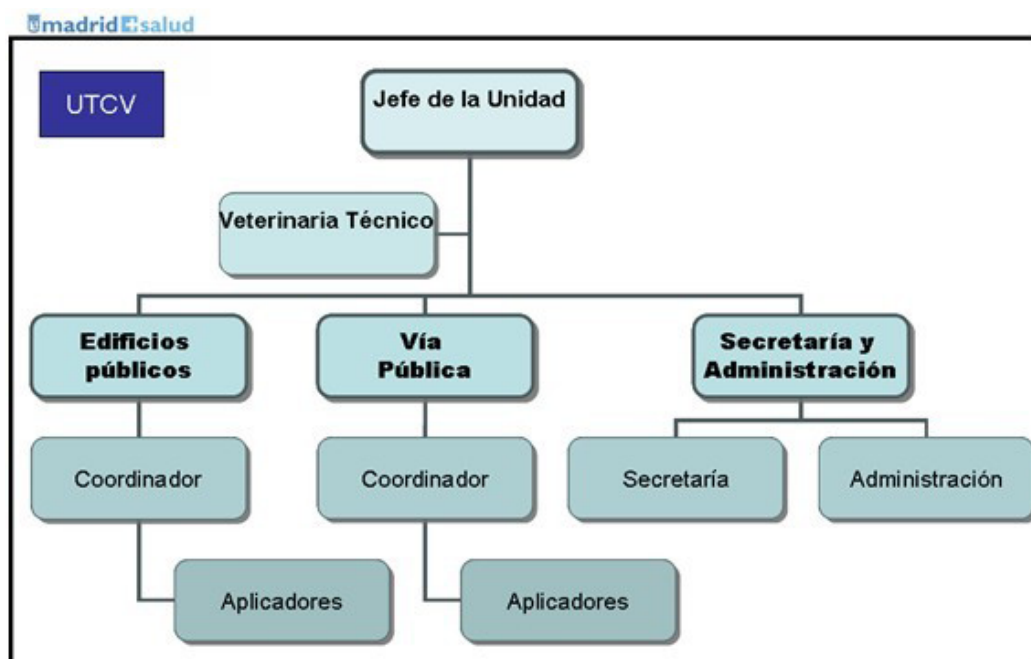 madrid salud
UTCV
Jefe de la Unidad
Veterinaria Técnico
Edificios
públicos
Vía
Pública
Secretaría y
Administración
Coordinador
Coordinador
Secretaría
Administración
Aplicadores
Aplicadores